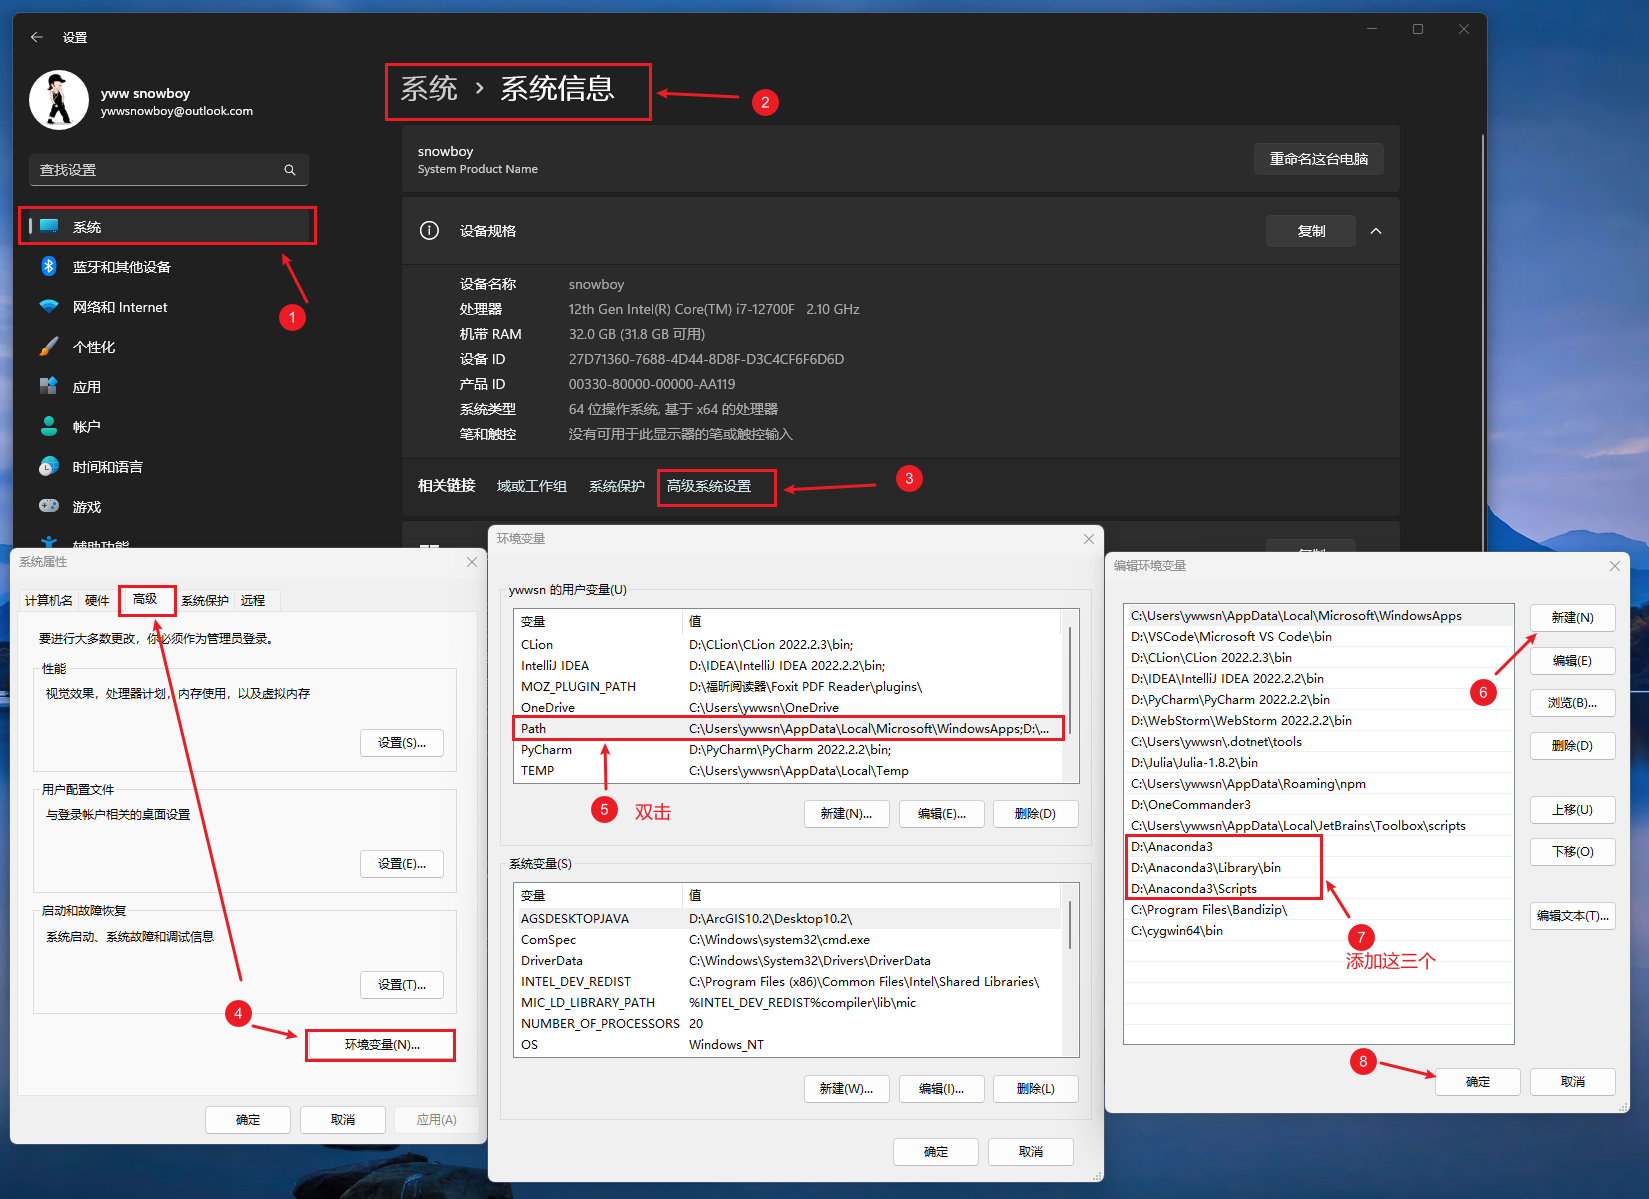 设置
yww snowboy
ywwsnowboy@outlook.com
查找设置
系统
蓝牙和其他设备
网络和 Internet
个性化
应用
帐户
时间和语言
游戏
辅助功能
1
系统 › 系统信息
2
snowboy
System Product Name
重命名这台电脑
设备规格
复制
设备名称 snowboy
处理器 12th Gen Intel(R) Core(TM) i7-12700F 2.10 GHz
机带 RAM 32.0 GB (31.8 GB 可用)
设备 ID 27D71360-7688-4D44-8D8F-D3C4CF6F6D6D
产品 ID 00330-80000-00000-AA119
系统类型 64 位操作系统, 基于 x64 的处理器
笔和触控 没有可用于此显示器的笔或触控输入
相关链接 域或工作组 系统保护 高级系统设置
3
系统属性
计算机名 硬件 高级 系统保护 远程
要进行大多数更改，你必须作为管理员登录。
性能
视觉效果，处理器计划，内存使用，以及虚拟内存
设置(S)...
用户配置文件
与登录帐户相关的桌面设置
设置(E)...
启动和故障恢复
系统启动、系统故障和调试信息
设置(T)...
4
环境变量(N)...
确定 取消 应用(A)
环境变量
ywwsn 的用户变量(U)
变量 值
CLion D:\CLion\CLion 2022.2.3\bin;
IntelliJ IDEA D:\IDEA\IntelliJ IDEA 2022.2.2\bin;
MOZ_PLUGIN_PATH D:\福昕阅读器\Foxit PDF Reader\plugins\
OneDrive C:\Users\ywwsn\OneDrive
Path C:\Users\ywwsn\AppData\Local\Microsoft\WindowsApps;D:\...
PyCharm D:\PyCharm\PyCharm 2022.2.2\bin;
TEMP C:\Users\ywwsn\AppData\Local\Temp
5 双击
新建(N)... 编辑(E)... 删除(D)
系统变量(S)
变量 值
AGSDESKTOPJAVA D:\ArcGIS10.2\Desktop10.2\
ComSpec C:\Windows\system32\cmd.exe
DriverData C:\Windows\System32\Drivers\DriverData
INTEL_DEV_REDIST C:\Program Files (x86)\Common Files\Intel\Shared Libraries\
MIC_LD_LIBRARY_PATH %INTEL_DEV_REDIST%compiler\lib\mic
NUMBER_OF_PROCESSORS 20
OS Windows_NT
新建(W)... 编辑(I)... 删除(L)
确定 取消
编辑环境变量
C:\Users\ywwsn\AppData\Local\Microsoft\WindowsApps
D:\VSCode\Microsoft VS Code\bin
D:\CLion\CLion 2022.2.3\bin
D:\IDEA\IntelliJ IDEA 2022.2.2\bin
D:\PyCharm\PyCharm 2022.2.2\bin
D:\WebStorm\WebStorm 2022.2.2\bin
C:\Users\ywwsn\.dotnet\tools
D:\Julia\Julia-1.8.2\bin
C:\Users\ywwsn\AppData\Roaming\npm
D:\OneCommander3
C:\Users\ywwsn\AppData\Local\JetBrains\Toolbox\scripts
D:\Anaconda3
D:\Anaconda3\Library\bin
D:\Anaconda3\Scripts
C:\Program Files\Bandizip\
C:\cygwin64\bin
新建(N)
6
编辑(E)
浏览(B)...
删除(D)
上移(U)
下移(O)
编辑文本(T)...
7
添加这三个
8
确定 取消